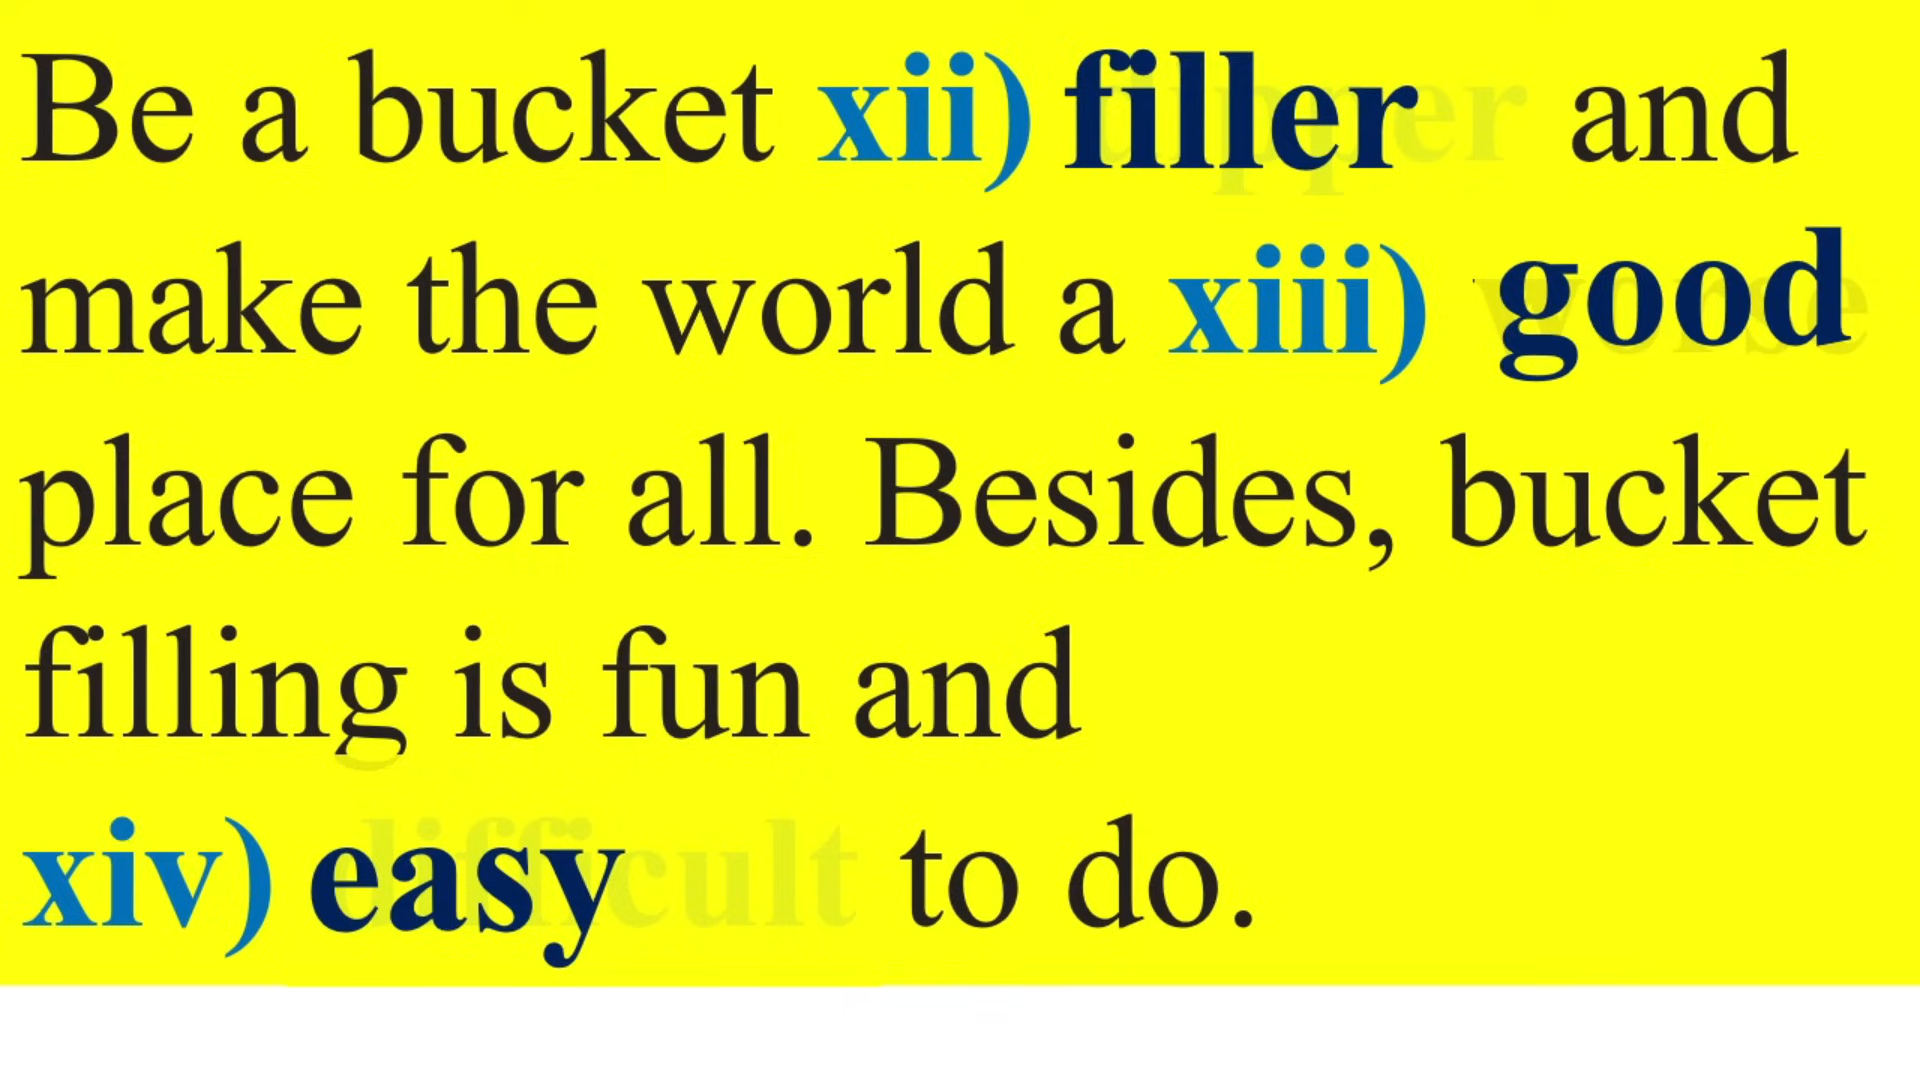 Be a bucket xii) filler and
make the world a xiii) good
place for all. Besides, bucket
filling is fun and
xiv) easy to do.